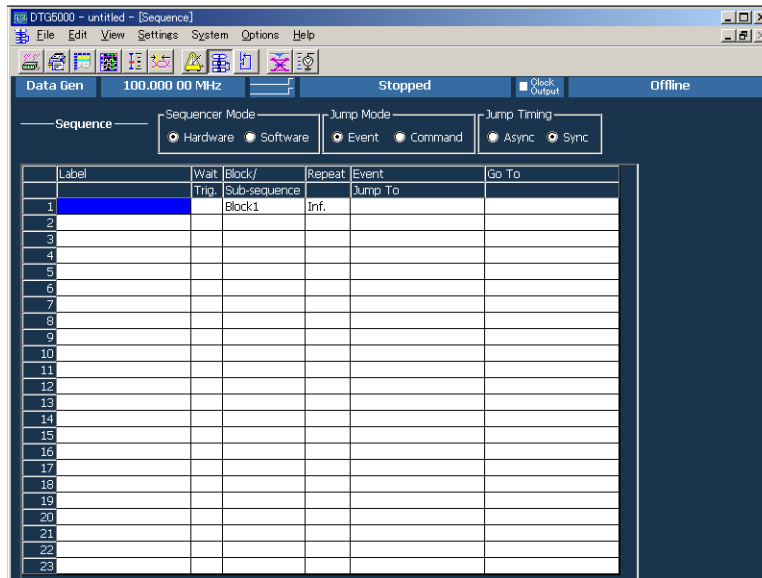 DTG5000 - untitled - [Sequence]
File Edit View Settings System Options Help
Data Gen 100.000 00 MHz Stopped Clock Output Offline
Sequence
Sequencer Mode
Hardware Software
Jump Mode
Event Command
Jump Timing
Async Sync
Label Wait Block/ Repeat Event Go To
Trig. Sub-sequence Jump To
1 Block1 Inf.
2
3
4
5
6
7
8
9
10
11
12
13
14
15
16
17
18
19
20
21
22
23